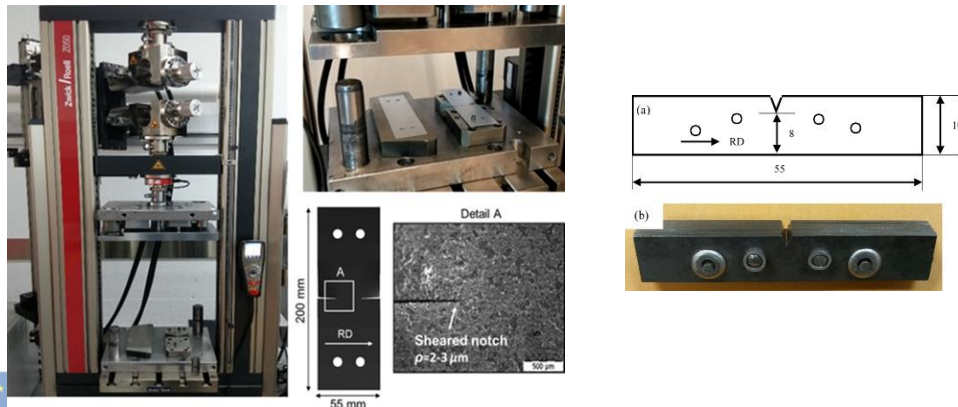 Zwick / Roell Z050
200 mm
A
RD
55 mm
Detail A
Sheared notch
ρ=2-3 μm
500 μm
(a)
RD
8
55
(b)